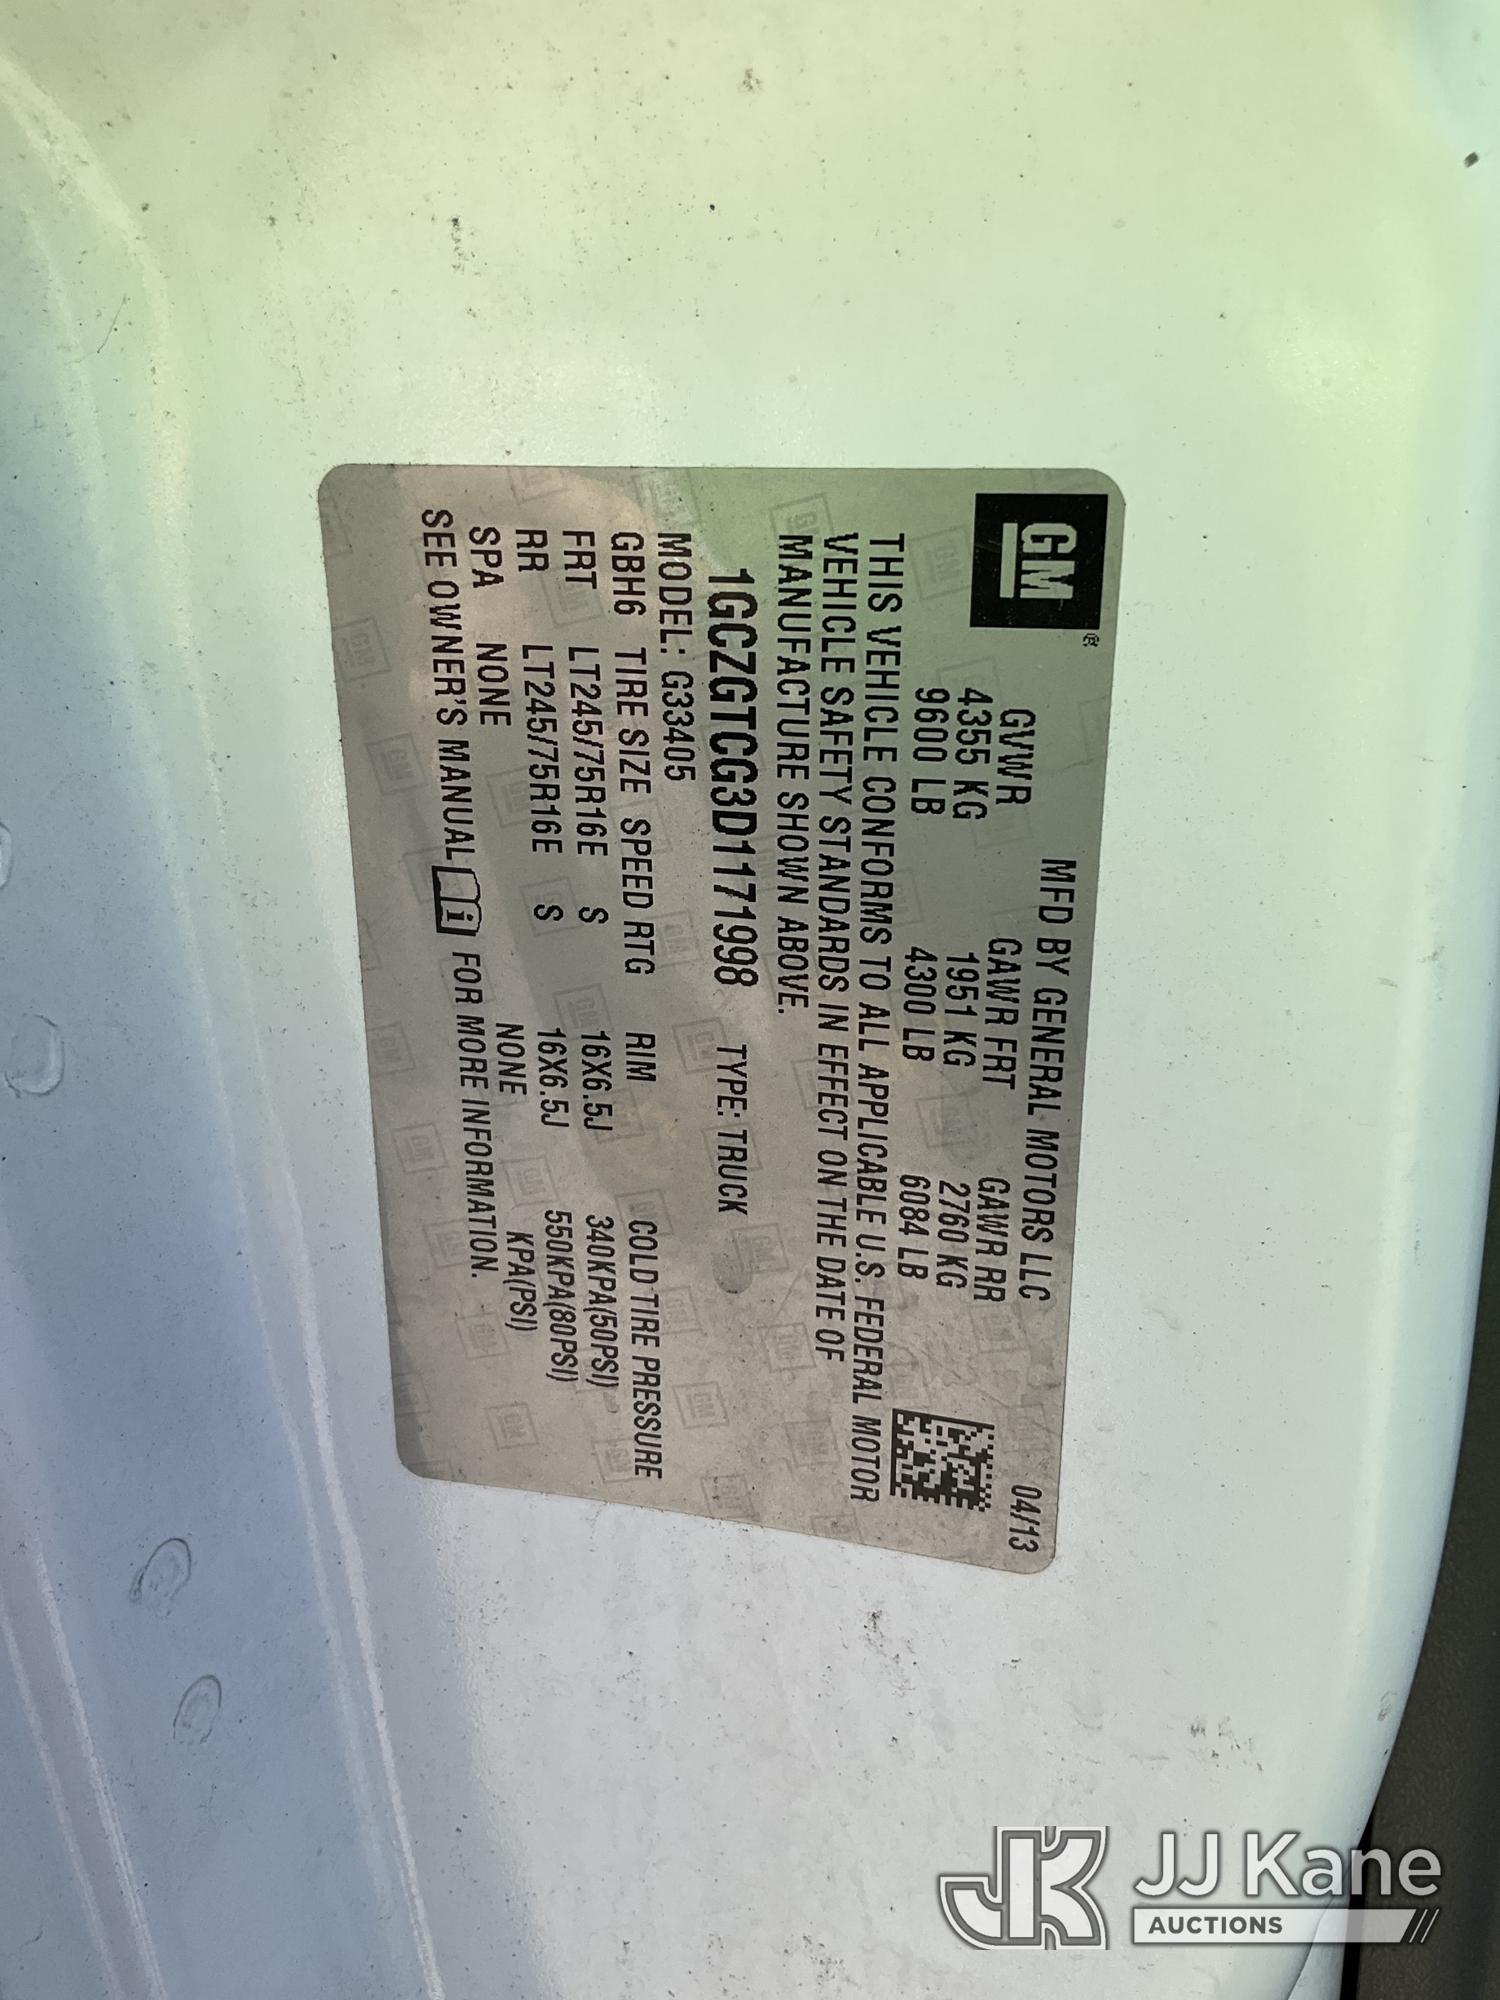 GM®
MFD BY GENERAL MOTORS LLC 04/13
GVWR GAWR FRT GAWR RR
4355 KG 1951 KG 2760 KG
9600 LB 4300 LB 6084 LB
THIS VEHICLE CONFORMS TO ALL APPLICABLE U.S. FEDERAL MOTOR
VEHICLE SAFETY STANDARDS IN EFFECT ON THE DATE OF
MANUFACTURE SHOWN ABOVE.
1GCZGTCG3D1171998 TYPE: TRUCK
MODEL: G33405
GBH6 TIRE SIZE SPEED RTG RIM COLD TIRE PRESSURE
FRT LT245/75R16E S 16X6.5J 340KPA(50PSI)
RR LT245/75R16E S 16X6.5J 550KPA(80PSI)
SPA NONE NONE KPA(PSI)
SEE OWNER'S MANUAL i FOR MORE INFORMATION.
JK JJ Kane
AUCTIONS